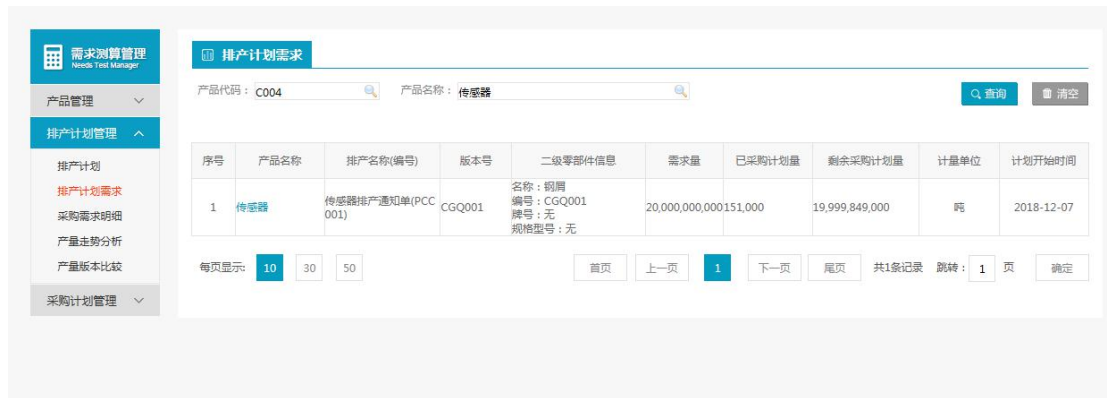 需求测算管理
Needs Test Manager
产品管理
排产计划管理
排产计划
排产计划需求
采购需求明细
产量走势分析
产量版本比较
采购计划管理
排产计划需求
产品代码： C004 产品名称： 传感器 查询 清空
序号 产品名称 排产名称(编号) 版本号 二级零部件信息 需求量 已采购计划量 剩余采购计划量 计量单位 计划开始时间
1 传感器 传感器排产通知单(PCC
001) CGQ001 名称：钢屑
编号：CGQ001
牌号：无
规格型号：无
20,000,000,000 151,000 19,999,849,000 吨 2018-12-07
每页显示: 10 30 50 首页 上一页 1 下一页 尾页 共1条记录 跳转： 1 页 确定